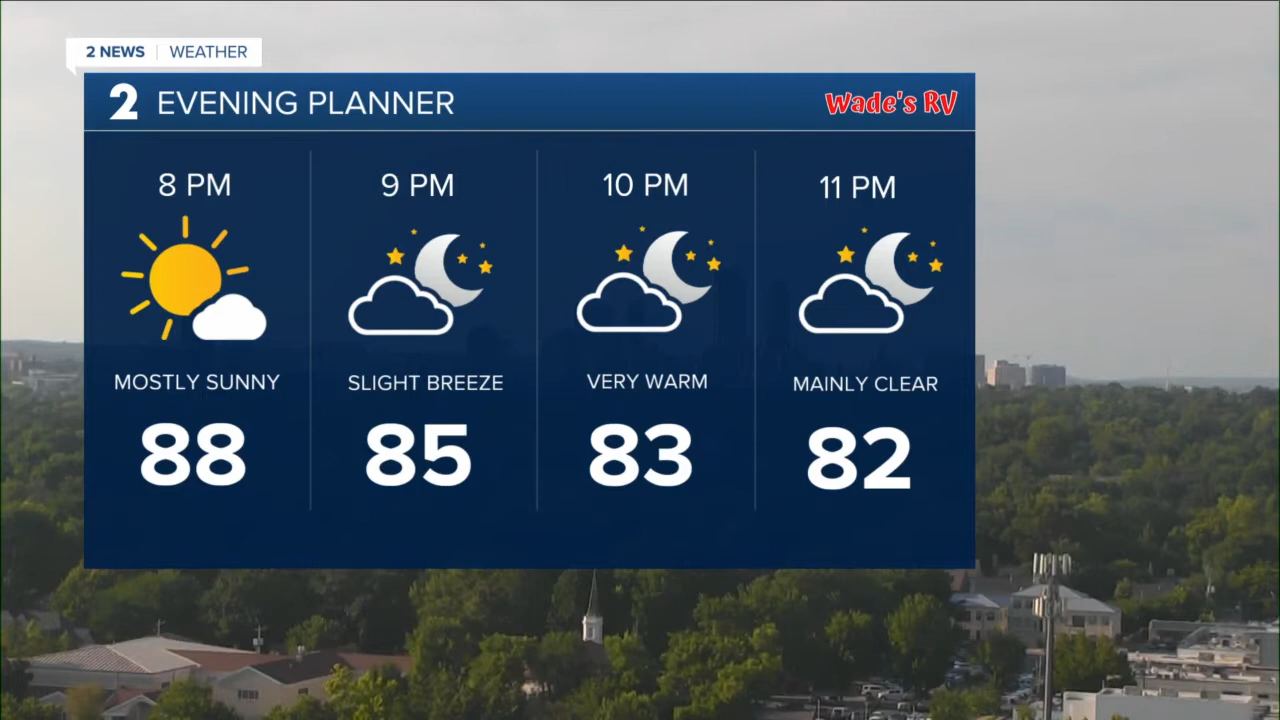 2 NEWS | WEATHER
2 EVENING PLANNER
Wade's RV
8 PM
MOSTLY SUNNY
88
9 PM
SLIGHT BREEZE
85
10 PM
VERY WARM
83
11 PM
MAINLY CLEAR
82